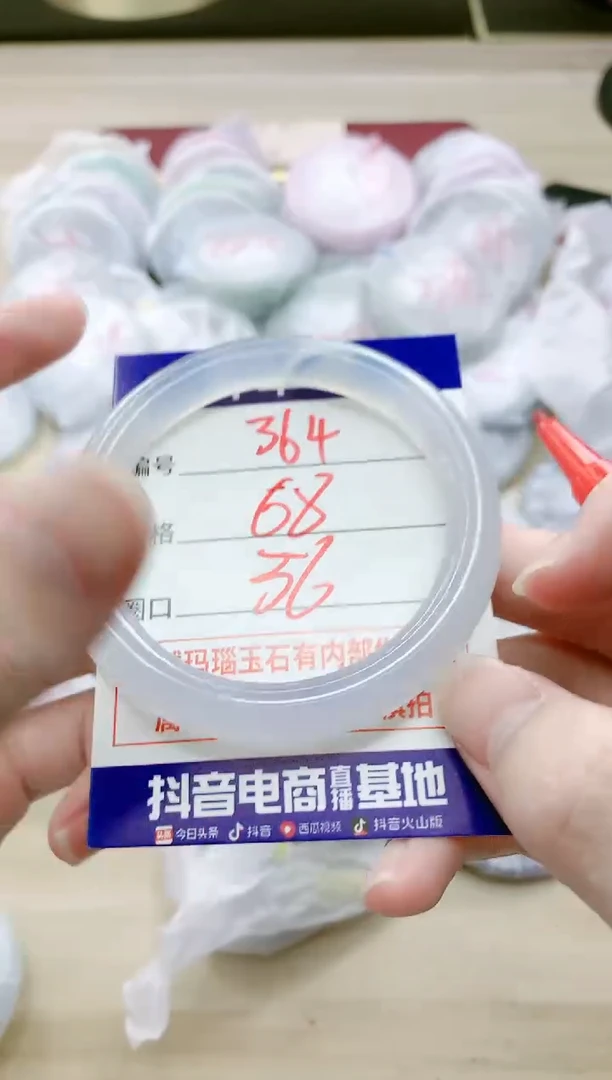 编号 364
格 68
圈口 56
玛瑙玉石有内部
抖音电商直播基地
今日头条 抖音 西瓜视频 抖音火山版